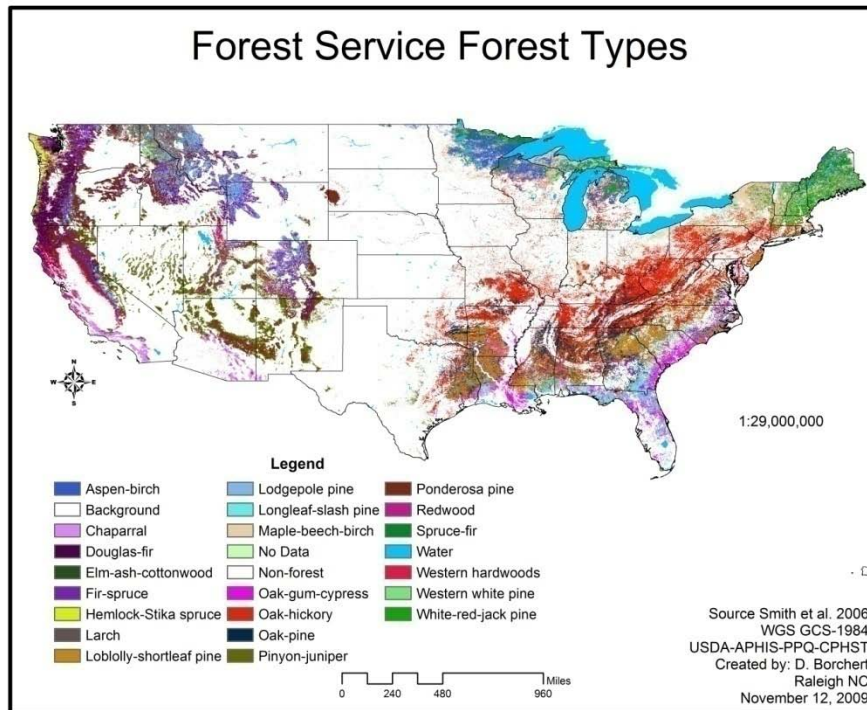 Forest Service Forest Types
N
W E
S
1:29,000,000
Legend
Aspen-birch
Background
Chaparral
Douglas-fir
Elm-ash-cottonwood
Fir-spruce
Hemlock-Stika spruce
Larch
Loblolly-shortleaf pine
Lodgepole pine
Longleaf-slash pine
Maple-beech-birch
No Data
Non-forest
Oak-gum-cypress
Oak-hickory
Oak-pine
Pinyon-juniper
Ponderosa pine
Redwood
Spruce-fir
Water
Western hardwoods
Western white pine
White-red-jack pine
Miles
0 240 480 960
Source Smith et al. 2006
WGS GCS-1984
USDA-APHIS-PPQ-CPHST
Created by: D. Borchert
Raleigh NC
November 12, 2009